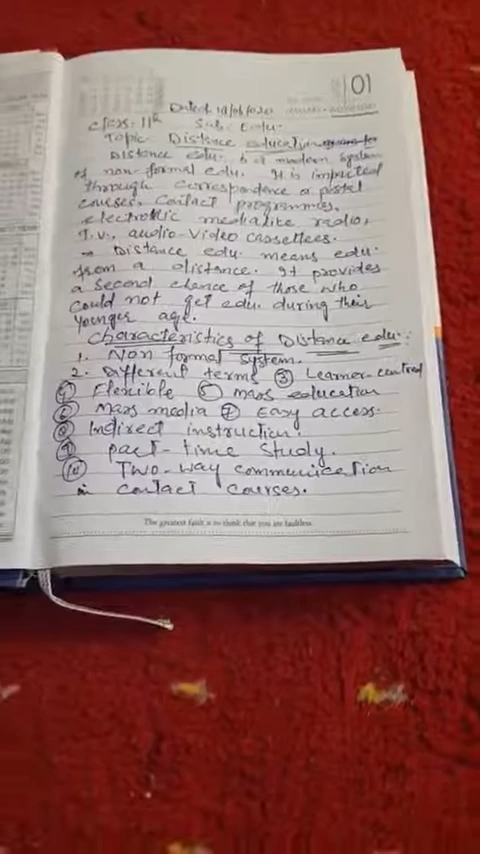 01
Dated 18/06/020
Class: 11th Sub: Edu.
Topic Distance education
Distance edu. is a modern system
of non-formal edu. It is imparted
through correspondence a postal
courses, contact programmes,
electronic media like radio,
T.V., audio-video cassettees.
→ Distance edu. means edu.
from a distance. It provides
a second chance of those who
could not get edu. during their
younger age.
Characteristics of Distance edu.:
1. Non formal system.
2. Different terms ③ Learner-centred
④ Flexible ⑤ mass education
⑥ Mass media ⑦ Easy access.
⑧ Indirect instruction.
⑨ part-time study.
⑩ Two-way communication
in contact courses.
The greatest fault is to think that you are faultless.